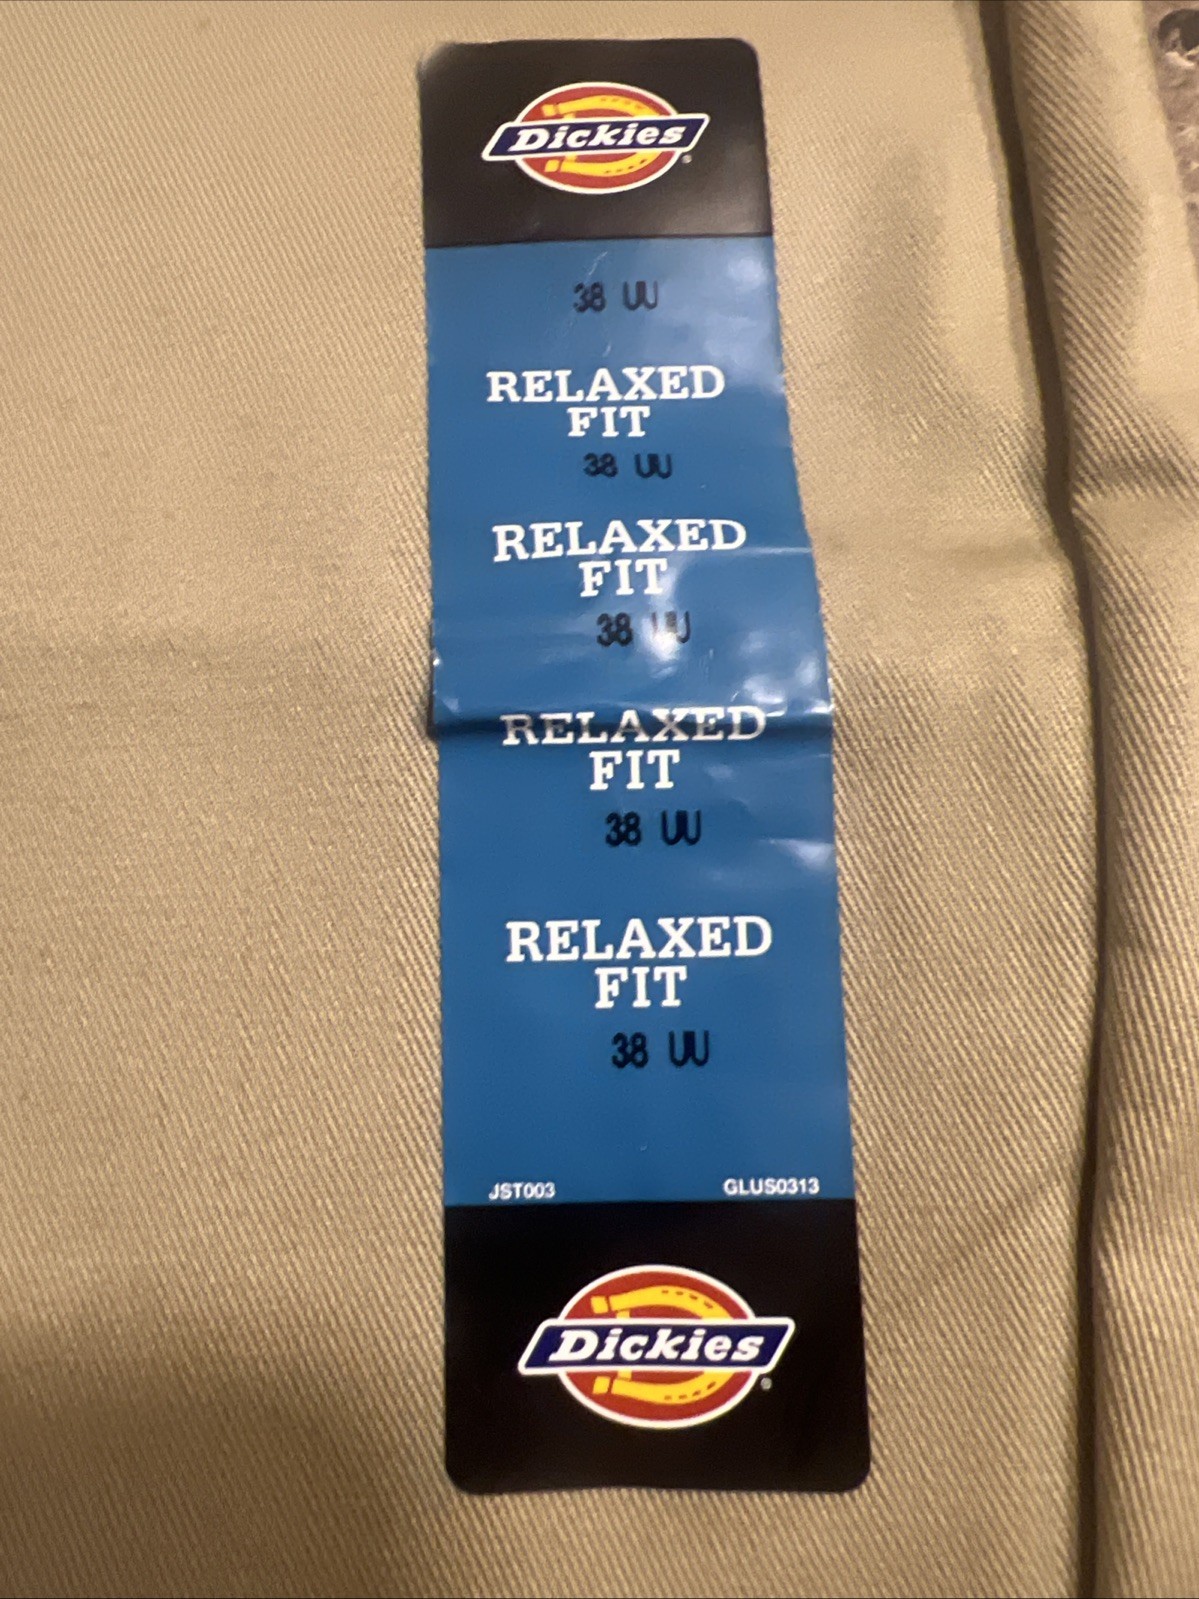 Dickies
38 UU
RELAXED
FIT
38 UU
RELAXED
FIT
38 UU
RELAXED
FIT
38 UU
RELAXED
FIT
38 UU
JST003 GLUS0313
Dickies